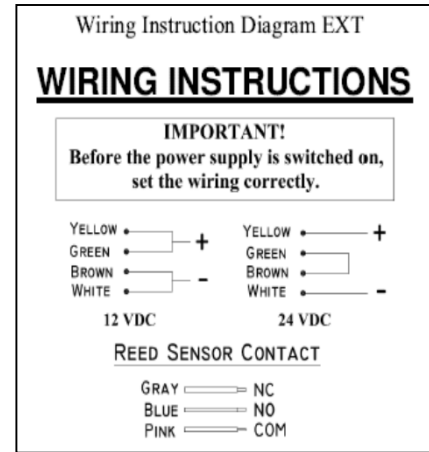 Wiring Instruction Diagram EXT
WIRING INSTRUCTIONS
IMPORTANT!
Before the power supply is switched on,
set the wiring correctly.
YELLOW
GREEN
+
BROWN
WHITE
-
12 VDC
YELLOW +
GREEN
BROWN
WHITE -
24 VDC
REED SENSOR CONTACT
GRAY NC
BLUE NO
PINK COM